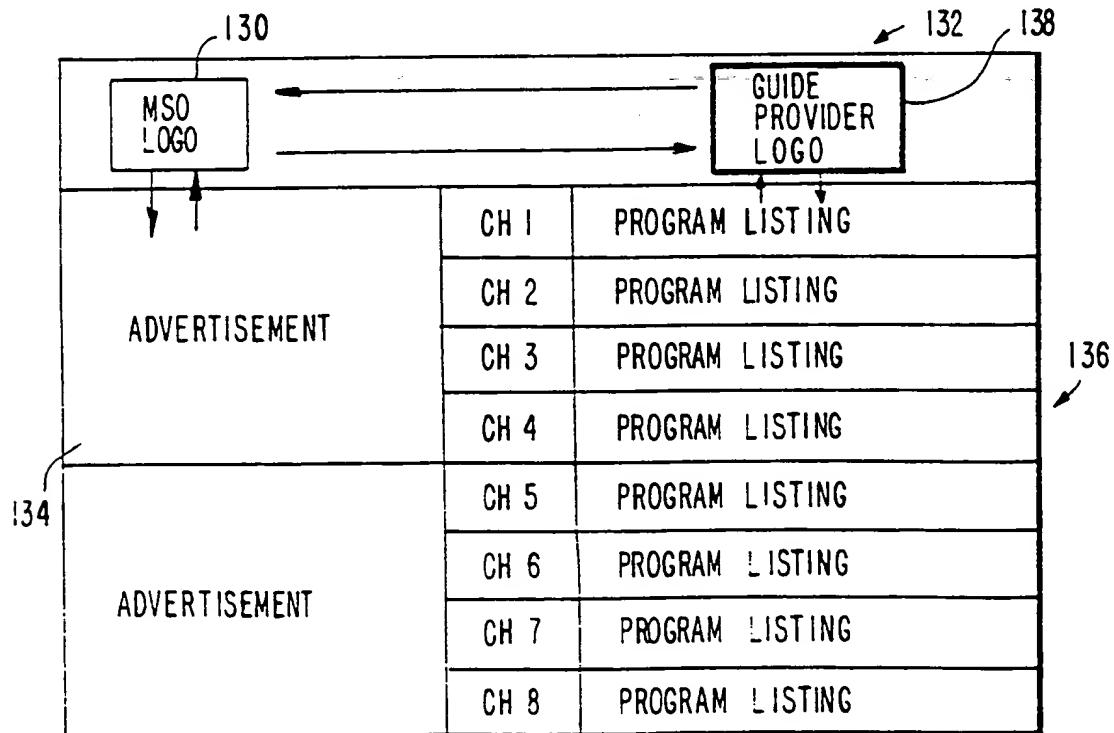 130
132
138
MSO
LOGO
GUIDE
PROVIDER
LOGO
CH 1 PROGRAM LISTING
CH 2 PROGRAM LISTING
ADVERTISEMENT
CH 3 PROGRAM LISTING
136
CH 4 PROGRAM LISTING
134
CH 5 PROGRAM LISTING
CH 6 PROGRAM LISTING
ADVERTISEMENT
CH 7 PROGRAM LISTING
CH 8 PROGRAM LISTING